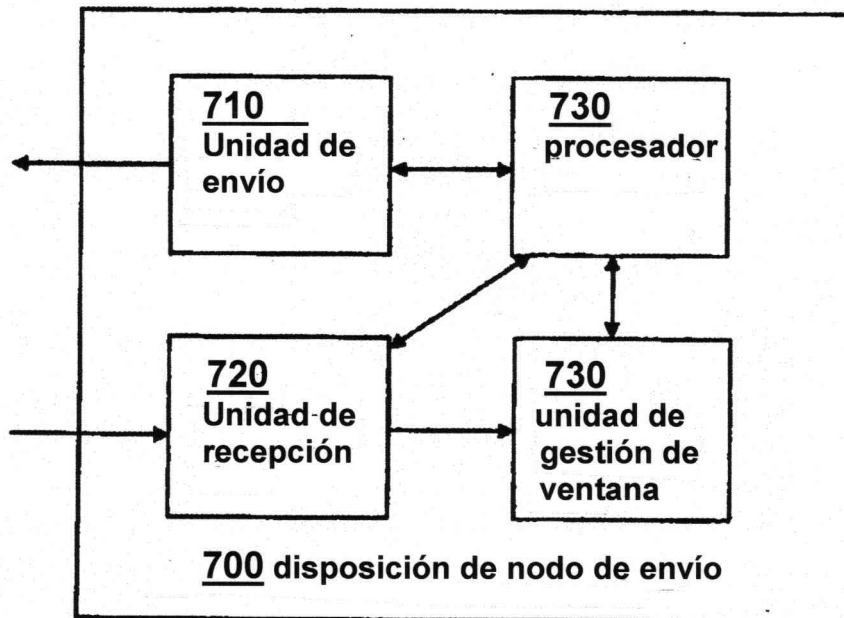 710
Unidad de
envío
730
procesador
720
Unidad de
recepción
730
unidad de
gestión de
ventana
700 disposición de nodo de envío